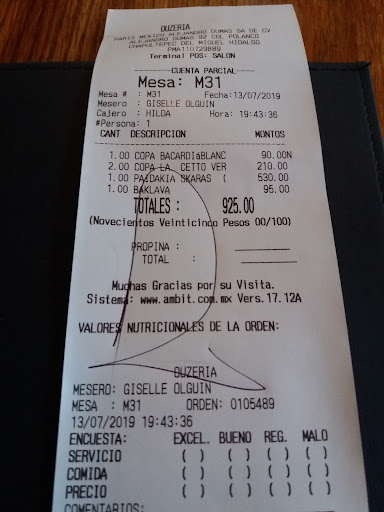 OUZERIA
PARIS MEXICO ALEJANDRO DUMAS SA DE CV
ALEJANDRO DUMAS 92 COL POLANCO
CHAPULTEPEC DEL MIGUEL HIDALGO
PMA110729889
Terminal POS: SALON
CUENTA PARCIAL
Mesa: M31
Mesa # : M31 Fecha:13/07/2019
Mesero : GISELLE OLGUIN
Cajero : HILDA Hora: 19:43:36
#Persona: 1
CANT DESCRIPCION MONTOS
1.00 COPA BACARDI&BLANC 90.00N
2.00 COPA LA. CETTO VER 210.00
1.00 PAIDAKIA SKARAS ( 530.00
1.00 BAKLAVA 95.00
TOTALES : 925.00
(Novecientos Veinticinco Pesos 00/100)
PROPINA :
TOTAL :
Muchas Gracias por su Visita.
Sistema: www.ambit.com.mx Vers.17.12A
VALORES NUTRICIONALES DE LA ORDEN:
OUZERIA
MESERO: GISELLE OLGUIN
MESA : M31 ORDEN: 0105489
13/07/2019 19:43:36
ENCUESTA: EXCEL. BUENO REG. MALO
SERVICIO ( ) ( ) ( ) ( )
COMIDA ( ) ( ) ( ) ( )
PRECIO ( ) ( ) ( ) ( )
COMENTARIOS: